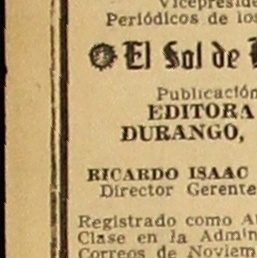 Vicepreside
Periódicos de los
El Sol de
Publicación
EDITORA
DURANGO,
RICARDO ISAAC
Director Gerente
Registrado como A
Clase en la Admin
Correos de Noviem